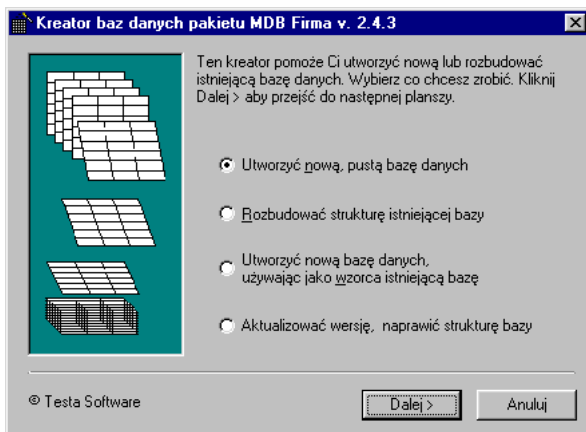 Kreator baz danych pakietu MDB Firma v. 2.4.3
Ten kreator pomoże Ci utworzyć nową lub rozbudować
istniejącą bazę danych. Wybierz co chcesz zrobić. Kliknij
Dalej > aby przejść do następnej planszy.
Utworzyć nową, pustą bazę danych
Rozbudować strukturę istniejącej bazy
Utworzyć nową bazę danych,
używając jako wzorca istniejącą bazę
Aktualizować wersję, naprawić strukturę bazy
© Testa Software
Dalej >
Anuluj